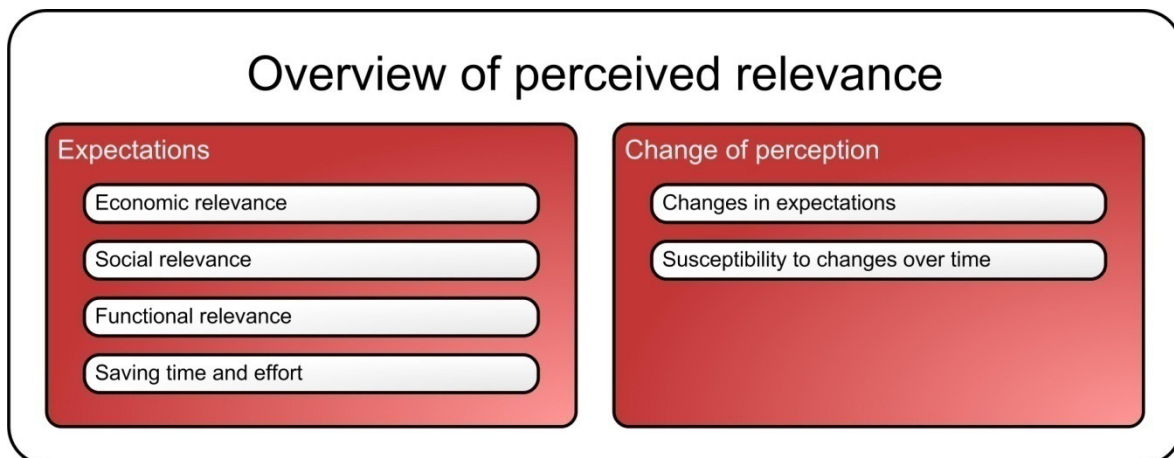 Overview of perceived relevance
Expectations
Economic relevance
Social relevance
Functional relevance
Saving time and effort
Change of perception
Changes in expectations
Susceptibility to changes over time